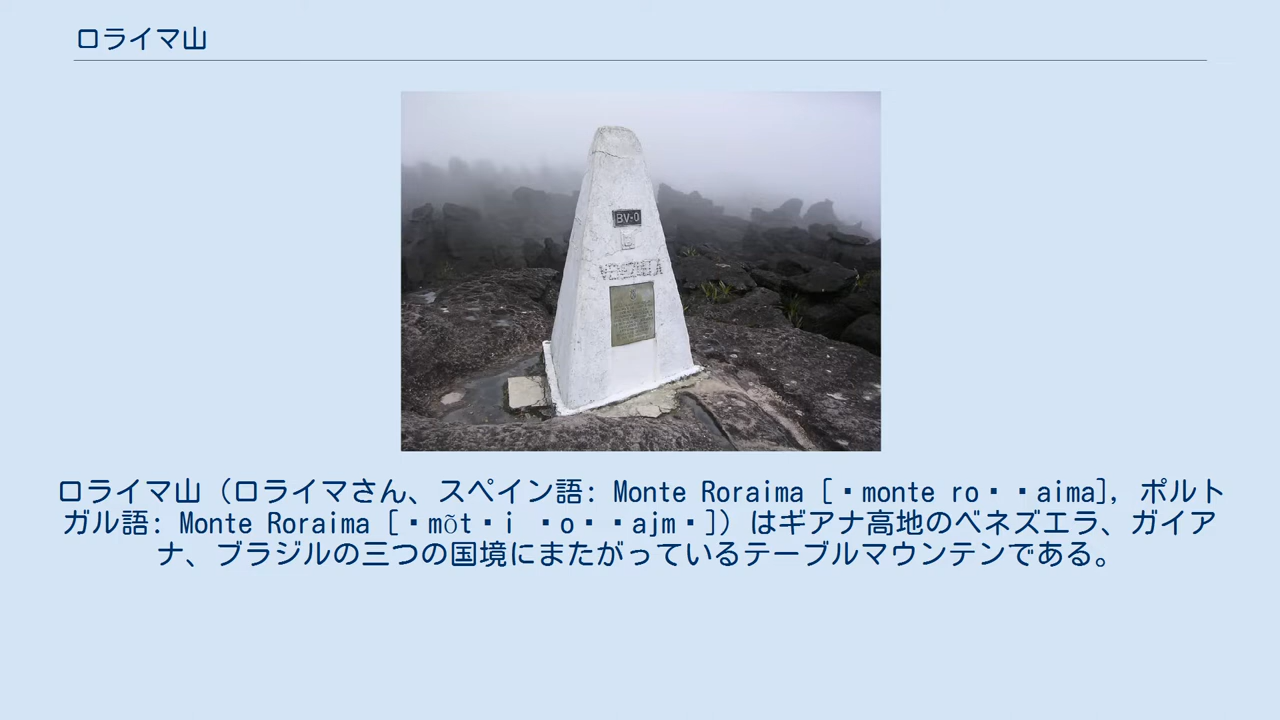 ロライマ山
BV-0
VENEZUELA
ロライマ山（ロライマさん、スペイン語: Monte Roraima [・monte ro・・aima], ポルト
ガル語: Monte Roraima [・mõt・i ・o・・ajm・]）はギアナ高地のベネズエラ、ガイア
ナ、ブラジルの三つの国境にまたがっているテーブルマウンテンである。